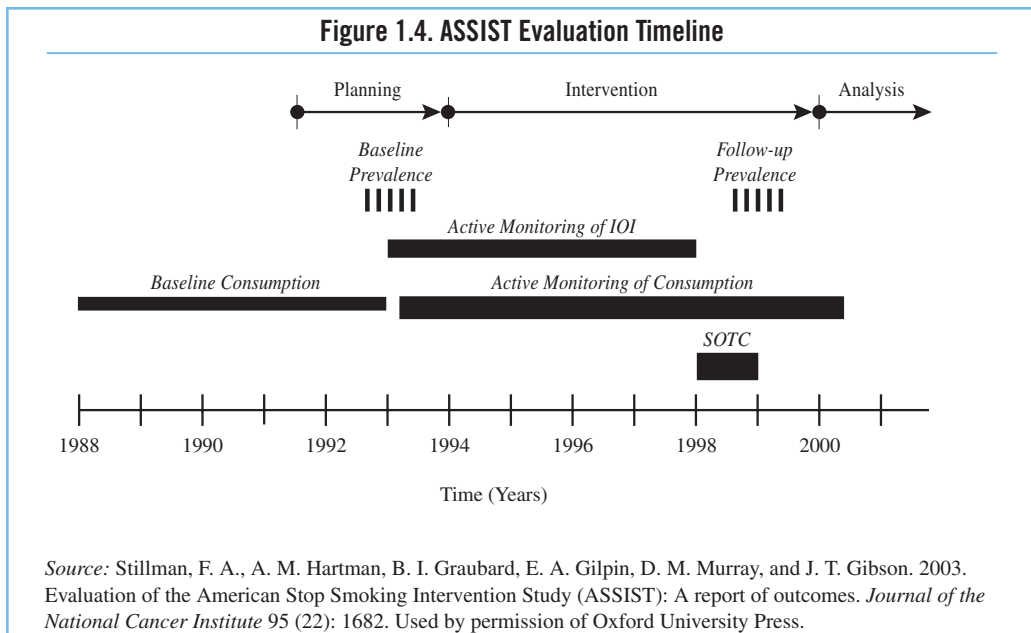 Figure 1.4. ASSIST Evaluation Timeline
Planning Intervention Analysis
Baseline Follow-up
Prevalence Prevalence
Active Monitoring of IOI
Baseline Consumption Active Monitoring of Consumption
SOTC
1988 1990 1992 1994 1996 1998 2000
Time (Years)
Source: Stillman, F. A., A. M. Hartman, B. I. Graubard, E. A. Gilpin, D. M. Murray, and J. T. Gibson. 2003.
Evaluation of the American Stop Smoking Intervention Study (ASSIST): A report of outcomes. Journal of the
National Cancer Institute 95 (22): 1682. Used by permission of Oxford University Press.